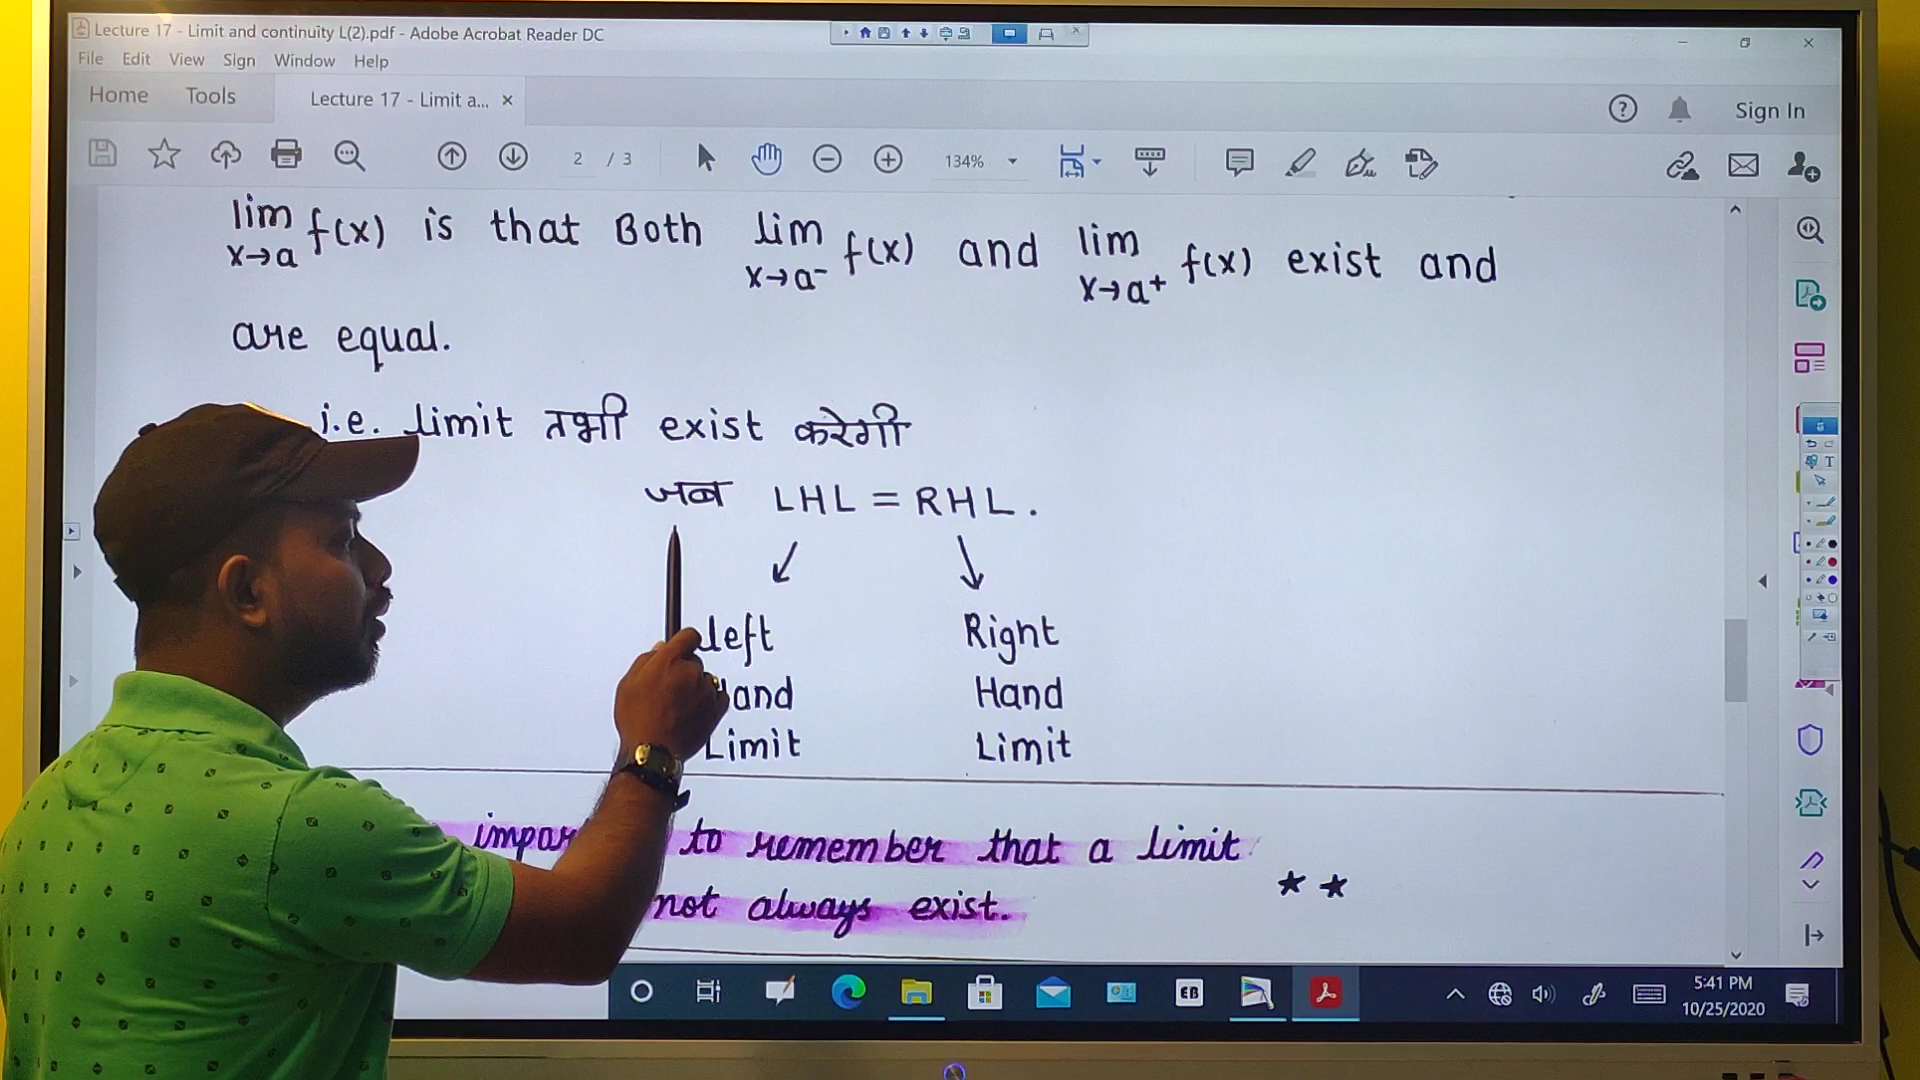 Lecture 17 - Limit and continuity L(2).pdf - Adobe Acrobat Reader DC
File Edit View Sign Window Help
Home Tools Lecture 17 - Limit a... × Sign In
2 / 3 134%
lim f(x) is that Both lim f(x) and lim f(x) exist and
x→a x→a⁻ x→a⁺
are equal.
i.e. limit तभी exist करेगी
जब LHL = RHL.
Left Right
Hand Hand
Limit Limit
to remember that a limit
not always exist.
5:41 PM
10/25/2020